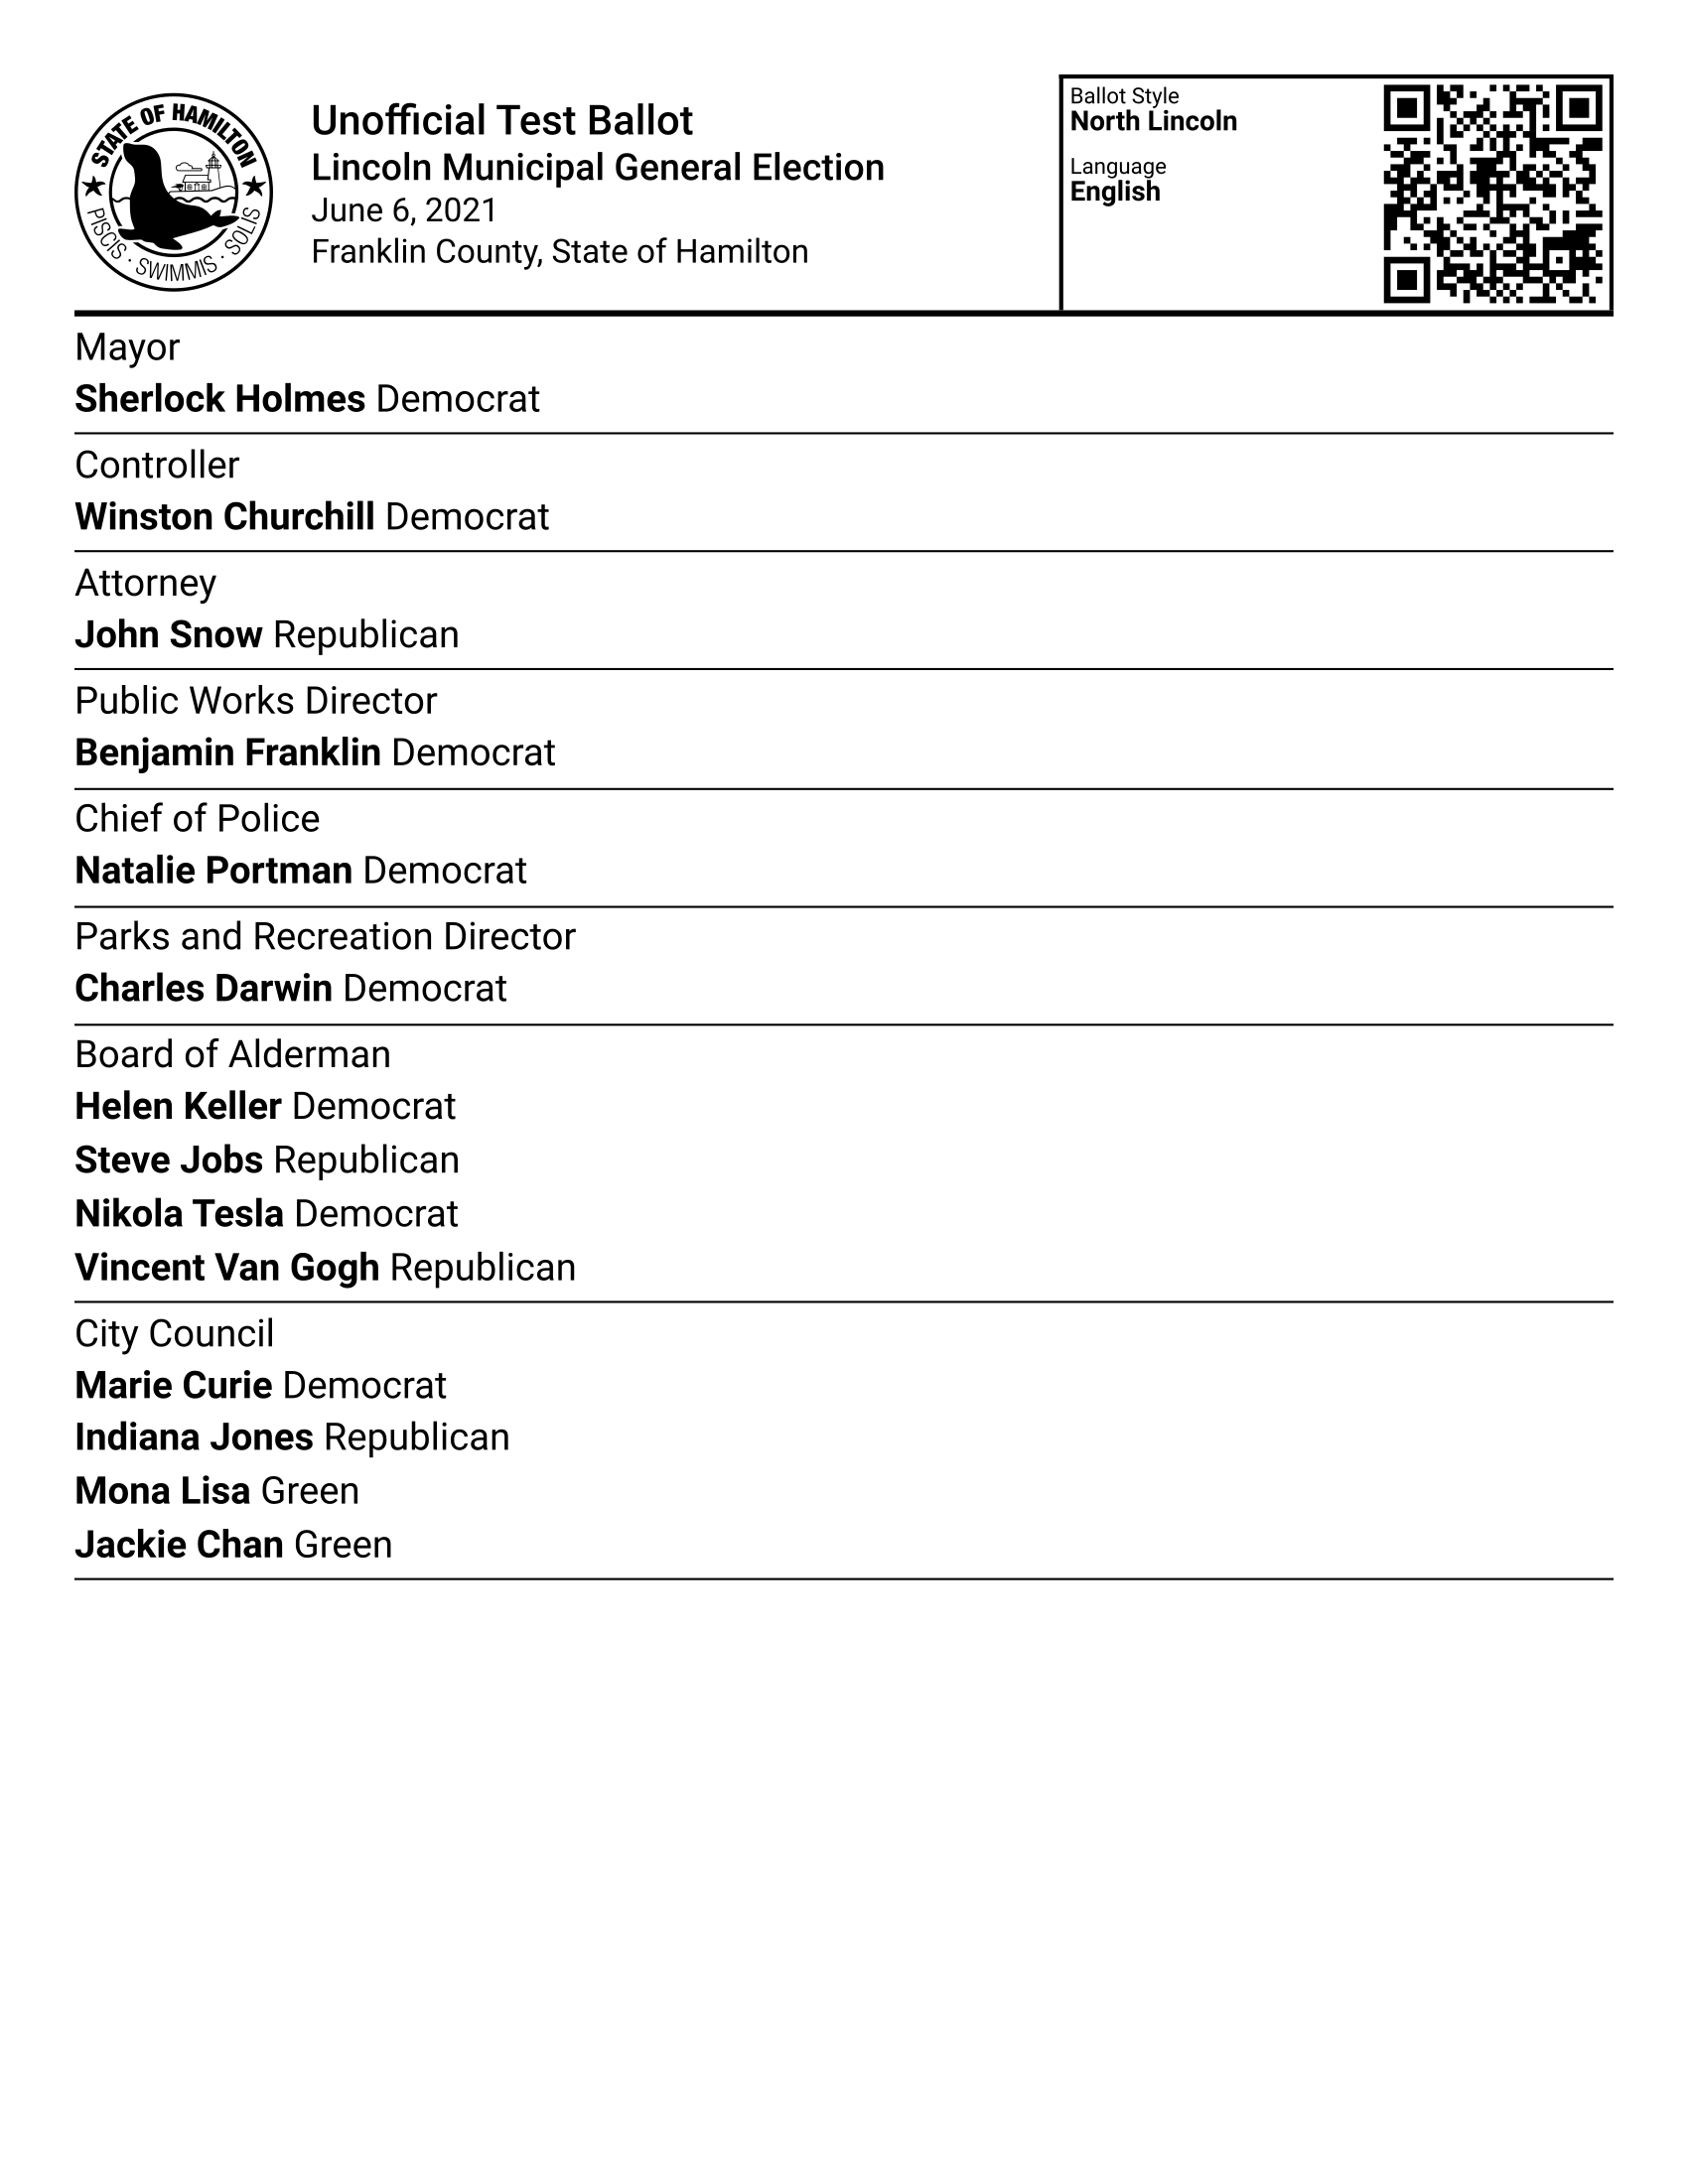 STATE OF HAMILTON
PISCIS · SWIMMIS · SOLIS
Unofficial Test Ballot
Lincoln Municipal General Election
June 6, 2021
Franklin County, State of Hamilton
Ballot Style
North Lincoln
Language
English
Mayor
Sherlock Holmes Democrat
Controller
Winston Churchill Democrat
Attorney
John Snow Republican
Public Works Director
Benjamin Franklin Democrat
Chief of Police
Natalie Portman Democrat
Parks and Recreation Director
Charles Darwin Democrat
Board of Alderman
Helen Keller Democrat
Steve Jobs Republican
Nikola Tesla Democrat
Vincent Van Gogh Republican
City Council
Marie Curie Democrat
Indiana Jones Republican
Mona Lisa Green
Jackie Chan Green